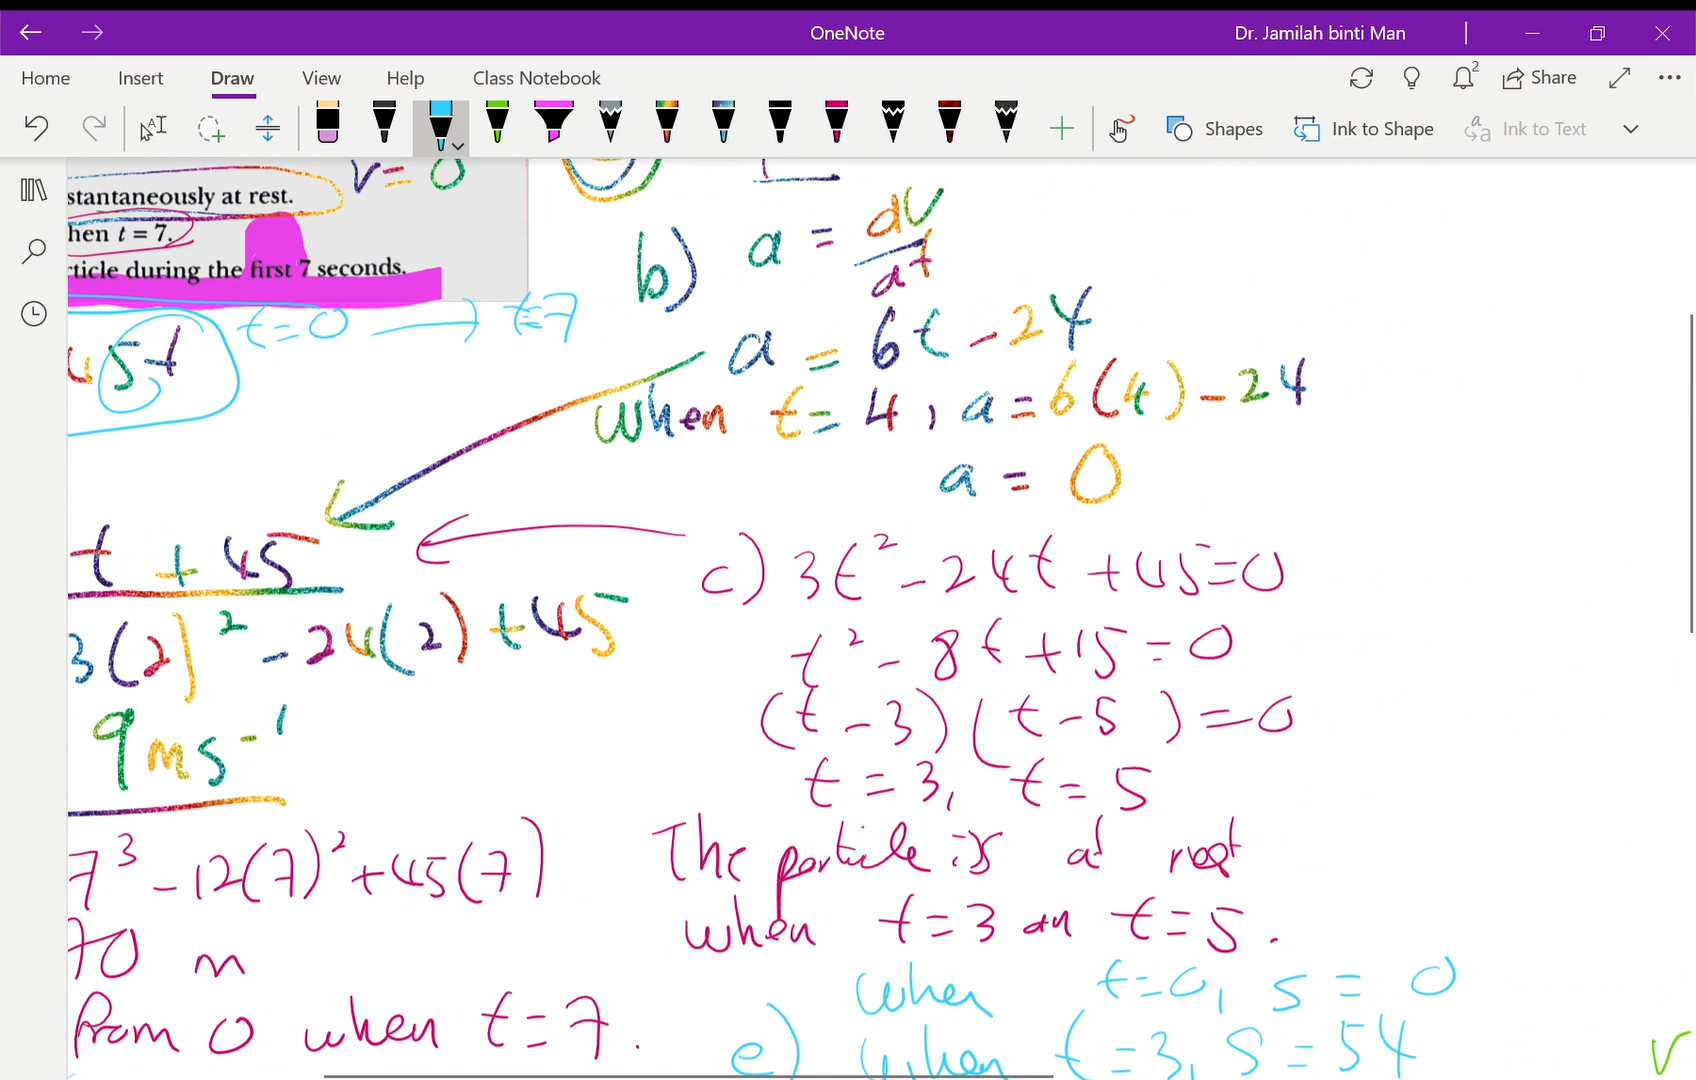 OneNote
Dr. Jamilah binti Man
Home Insert Draw View Help Class Notebook
2 Share
Shapes Ink to Shape Ink to Text
stantaneously at rest.
v = 0
hen t = 7.
rticle during the first 7 seconds.
t = 0 → t = 7
45t
b) a = dv/dt
a = 6t - 24
when t = 4, a = 6(4) - 24
a = 0
t + 45
3(2)² - 24(2) + 45
9ms⁻¹
7³ - 12(7)² + 45(7)
70 m
from 0 when t = 7.
c) 3t² - 24t + 45 = 0
t² - 8t + 15 = 0
(t - 3)(t - 5) = 0
t = 3, t = 5
The particle is at rest
when t = 3 an t = 5.
when t = 0, s = 0
e) when t = 3, s = 54
v